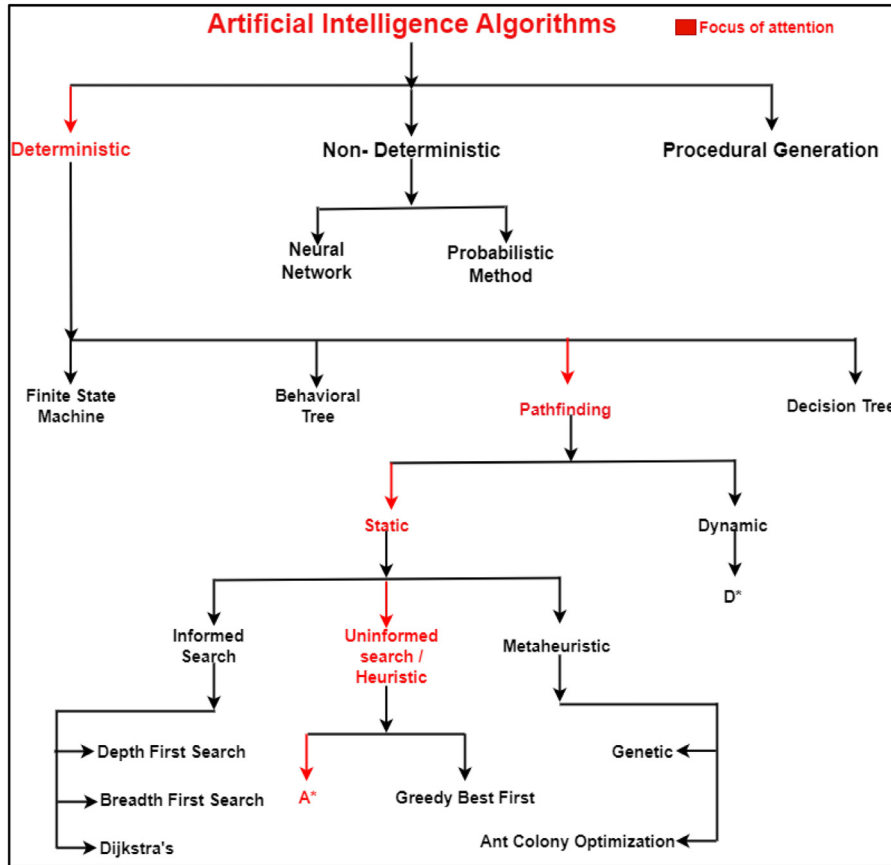 Artificial Intelligence Algorithms
Focus of attention
Deterministic
Non- Deterministic
Procedural Generation
Neural
Network
Probabilistic
Method
Finite State
Machine
Behavioral
Tree
Pathfinding
Decision Tree
Static
Dynamic
D*
Informed
Search
Uninformed
search /
Heuristic
Metaheuristic
Depth First Search
Breadth First Search
Dijkstra's
A*
Greedy Best First
Genetic
Ant Colony Optimization